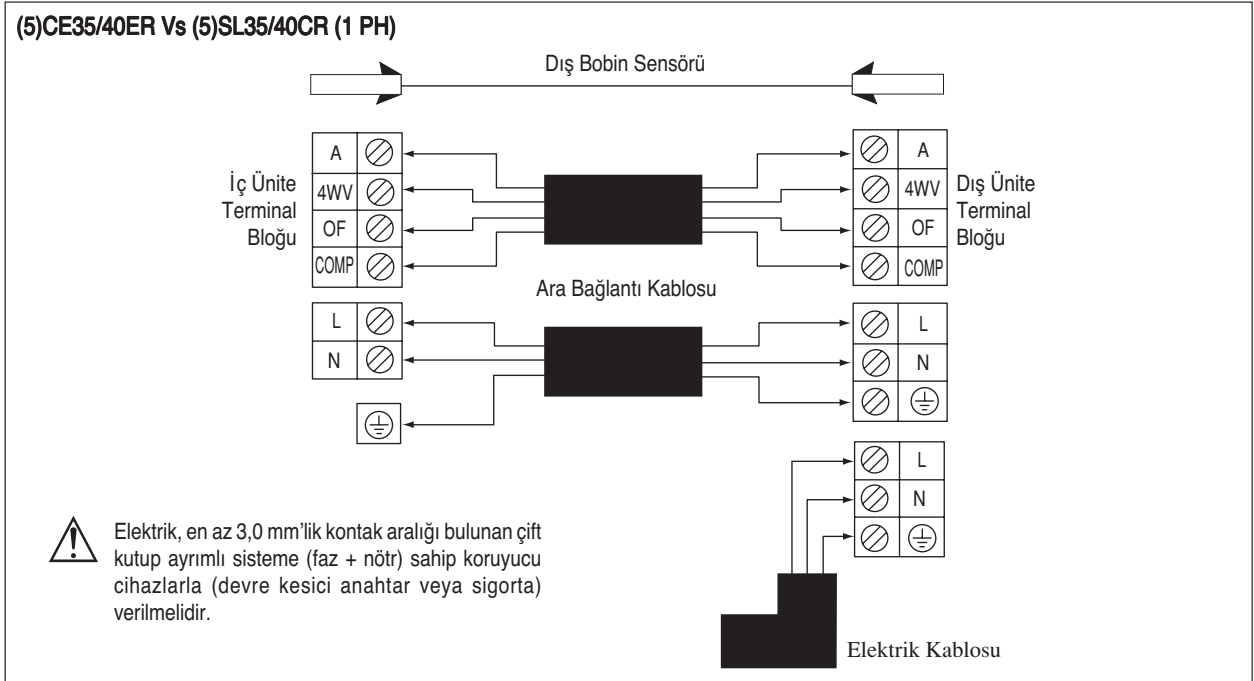 (5)CE35/40ER Vs (5)SL35/40CR (1 PH)
Dış Bobin Sensörü
İç Ünite
Terminal
Bloğu
A
4WV
OF
COMP
A
4WV
OF
COMP
Dış Ünite
Terminal
Bloğu
Ara Bağlantı Kablosu
L
N
L
N
L
N
Elektrik, en az 3,0 mm'lik kontak aralığı bulunan çift
kutup ayrımlı sisteme (faz + nötr) sahip koruyucu
cihazlarla (devre kesici anahtar veya sigorta)
verilmelidir.
Elektrik Kablosu